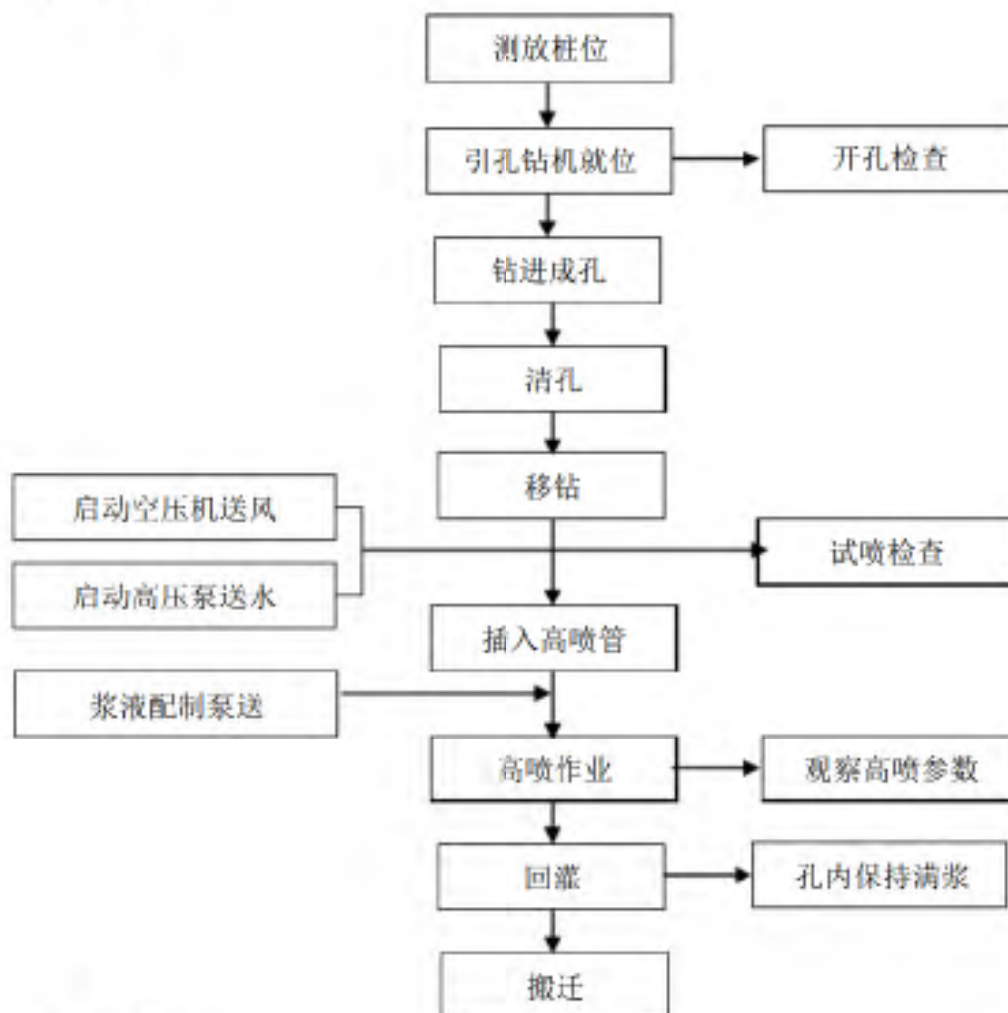 测放桩位
引孔钻机就位
开孔检查
钻进成孔
清孔
移钻
启动空压机送风
试喷检查
启动高压泵送水
插入高喷管
浆液配制泵送
高喷作业
观察高喷参数
回灌
孔内保持满浆
搬迁